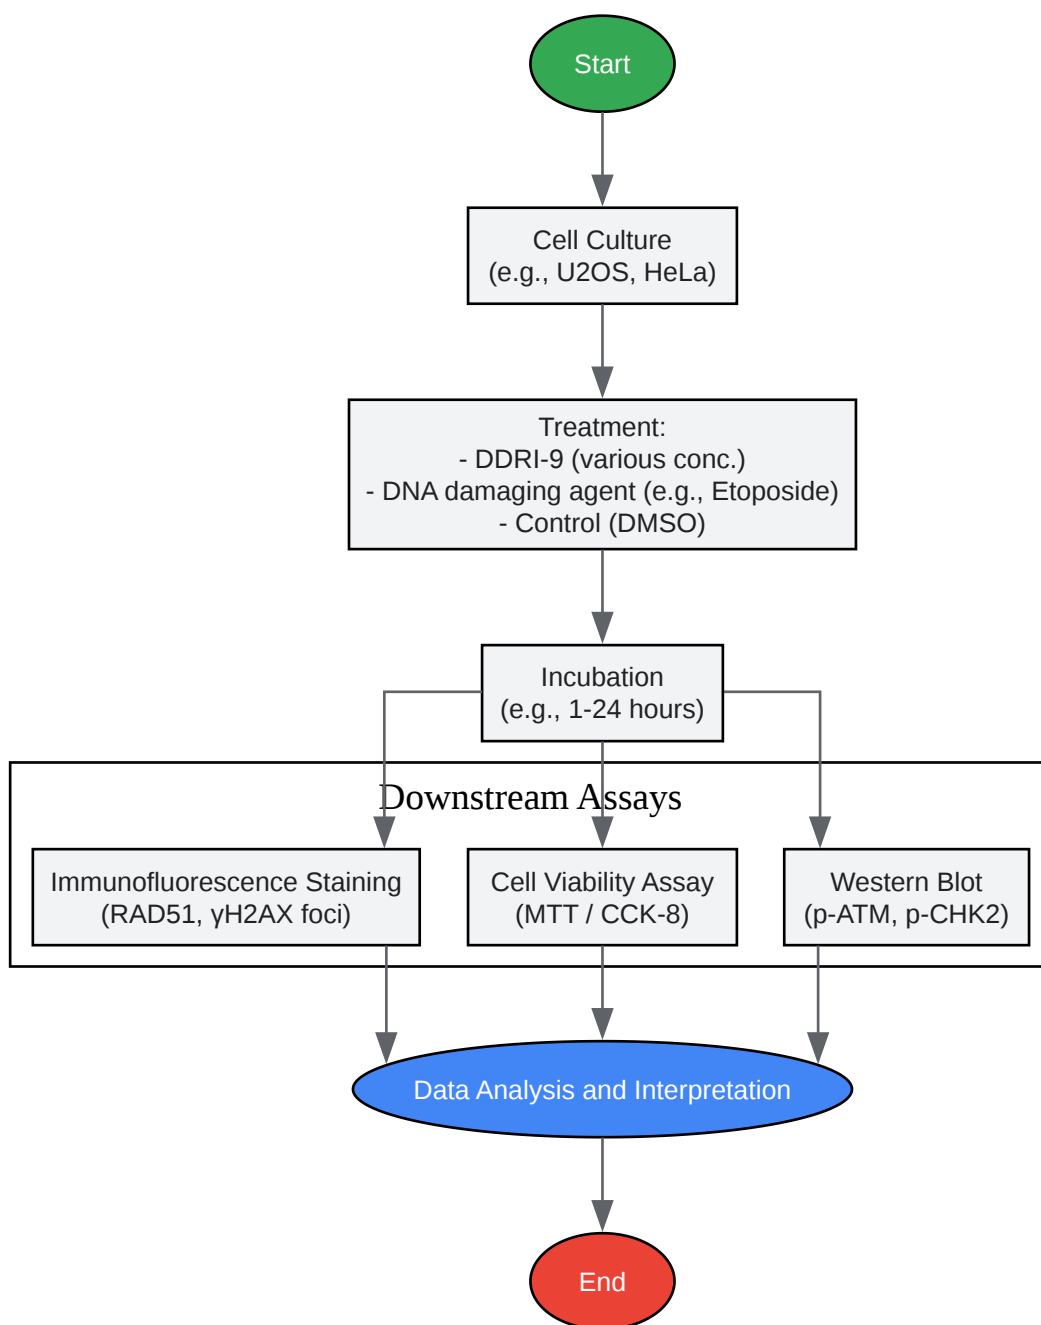 Start
Cell Culture
(e.g., U2OS, HeLa)
Treatment:
- DDRI-9 (various conc.)
- DNA damaging agent (e.g., Etoposide)
- Control (DMSO)
Incubation
(e.g., 1-24 hours)
Downstream Assays
Immunofluorescence Staining
(RAD51, γH2AX foci)
Cell Viability Assay
(MTT / CCK-8)
Western Blot
(p-ATM, p-CHK2)
Data Analysis and Interpretation
End